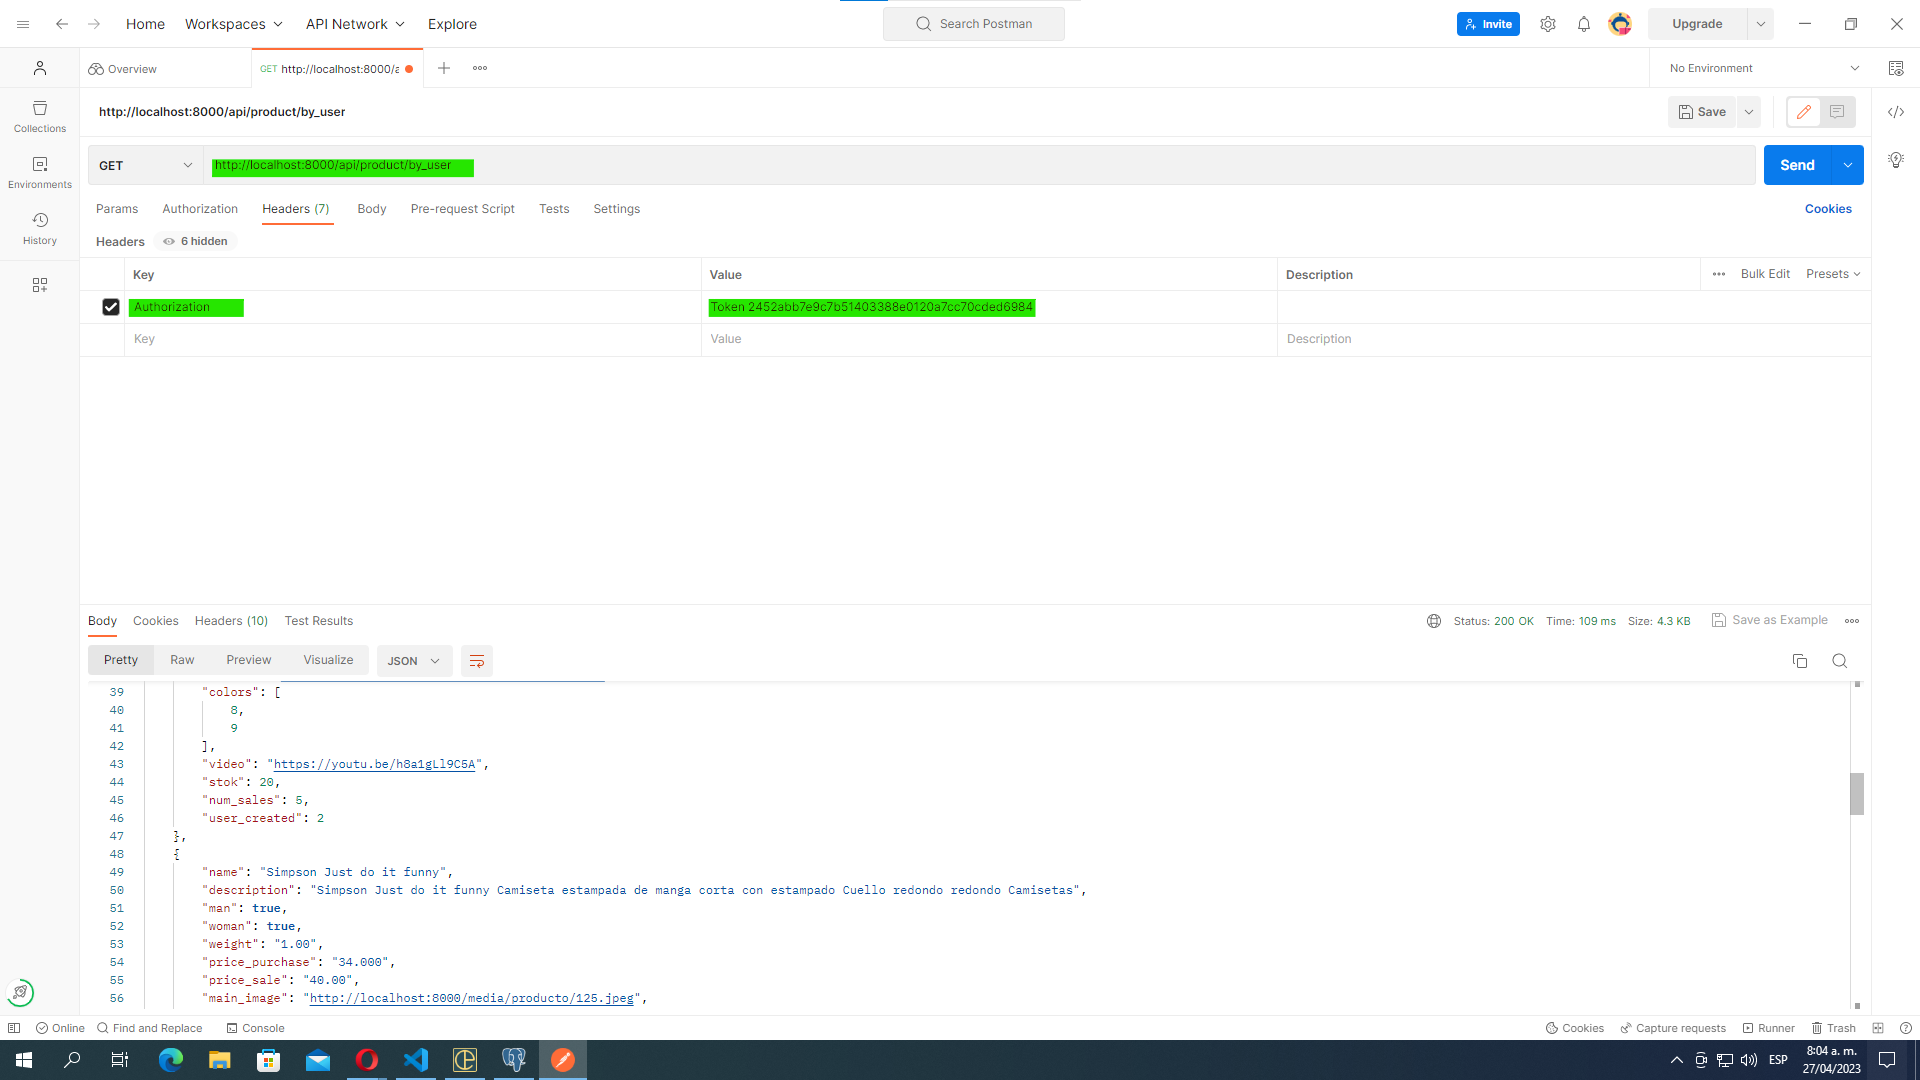 Home Workspaces API Network Explore Search Postman Invite Upgrade
Overview GET http://localhost:8000/a No Environment
http://localhost:8000/api/product/by_user Save
GET http://localhost:8000/api/product/by_user Send
Collections
Environments
History
Params Authorization Headers (7) Body Pre-request Script Tests Settings Cookies
Headers 6 hidden
Key Value Description Bulk Edit Presets
Authorization Token 2452abb7e9c7b51403388e0120a7cc70cded6984
Key Value Description
Body Cookies Headers (10) Test Results Status: 200 OK Time: 109 ms Size: 4.3 KB Save as Example
Pretty Raw Preview Visualize JSON
39 "colors": [
40 8,
41 9
42 ],
43 "video": "https://youtu.be/h8a1gLl9C5A",
44 "stok": 20,
45 "num_sales": 5,
46 "user_created": 2
47 },
48 {
49 "name": "Simpson Just do it funny",
50 "description": "Simpson Just do it funny Camiseta estampada de manga corta con estampado Cuello redondo redondo Camisetas",
51 "man": true,
52 "woman": true,
53 "weight": "1.00",
54 "price_purchase": "34.000",
55 "price_sale": "40.00",
56 "main_image": "http://localhost:8000/media/producto/125.jpeg",
Online Find and Replace Console Cookies Capture requests Runner Trash
ESP 8:04 a. m.
27/04/2023